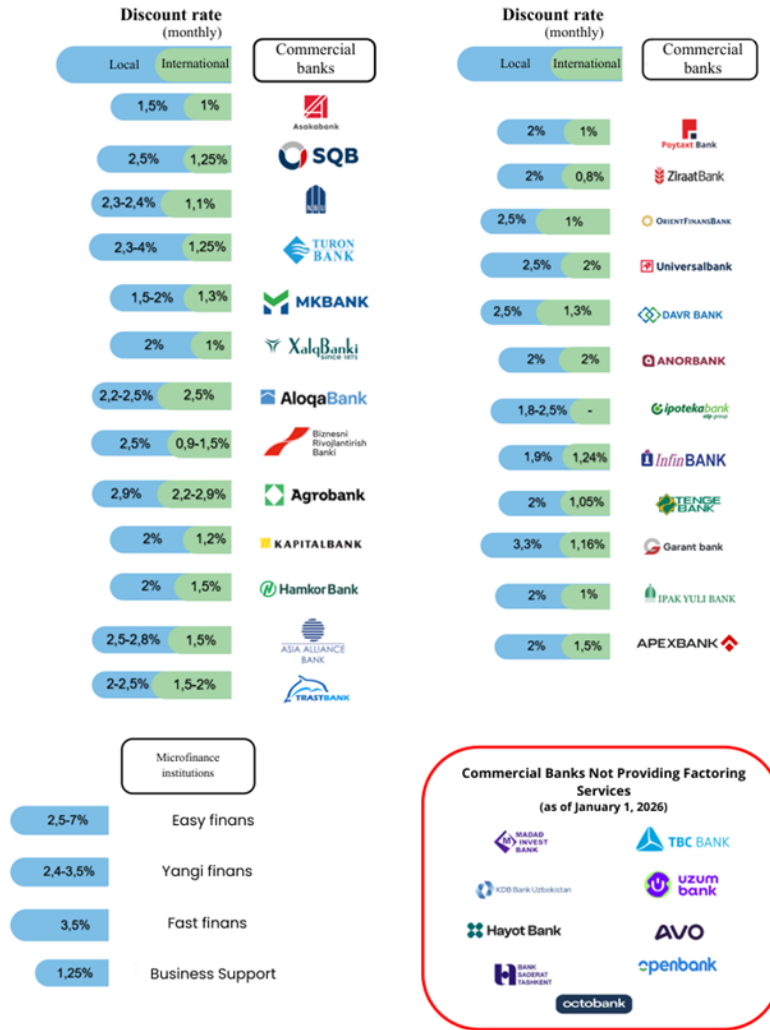 Discount rate
(monthly)
Local
International
Commercial
banks
1,5%
1%
Asakabank
2,5%
1,25%
SQB
2,3-2,4%
1,1%
NBU
2,3-4%
1,25%
TURON
BANK
1,5-2%
1,3%
MKBANK
2%
1%
XalqBanki
SINCE 1875
2,2-2,5%
2,5%
AloqaBank
2,5%
0,9-1,5%
Biznesni
Rivojlantirish
Banki
2,9%
2,2-2,9%
Agrobank
2%
1,2%
KAPITALBANK
2%
1,5%
Hamkor Bank
2,5-2,8%
1,5%
ASIA ALLIANCE
BANK
2-2,5%
1,5-2%
TRASTBANK
Discount rate
(monthly)
Local
International
Commercial
banks
2%
1%
Poytaxt Bank
2%
0,8%
ZiraatBank
2,5%
1%
ORIENTFINANSBANK
2,5%
2%
Universalbank
2,5%
1,3%
DAVR BANK
2%
2%
ANORBANK
1,8-2,5%
-
ipotekabank
otp group
1,9%
1,24%
InfinBANK
2%
1,05%
TENGE
BANK
3,3%
1,16%
Garant bank
2%
1%
IPAK YULI BANK
2%
1,5%
APEXBANK
Microfinance
institutions
2,5-7%
Easy finans
2,4-3,5%
Yangi finans
3,5%
Fast finans
1,25%
Business Support
Commercial Banks Not Providing Factoring
Services
(as of January 1, 2026)
M
MADAD
INVEST
BANK
TBC BANK
KDB Bank Uzbekistan
uzum
bank
Hayot Bank
AVO
BANK
SADERAT
TASHKENT
openbank
octobank